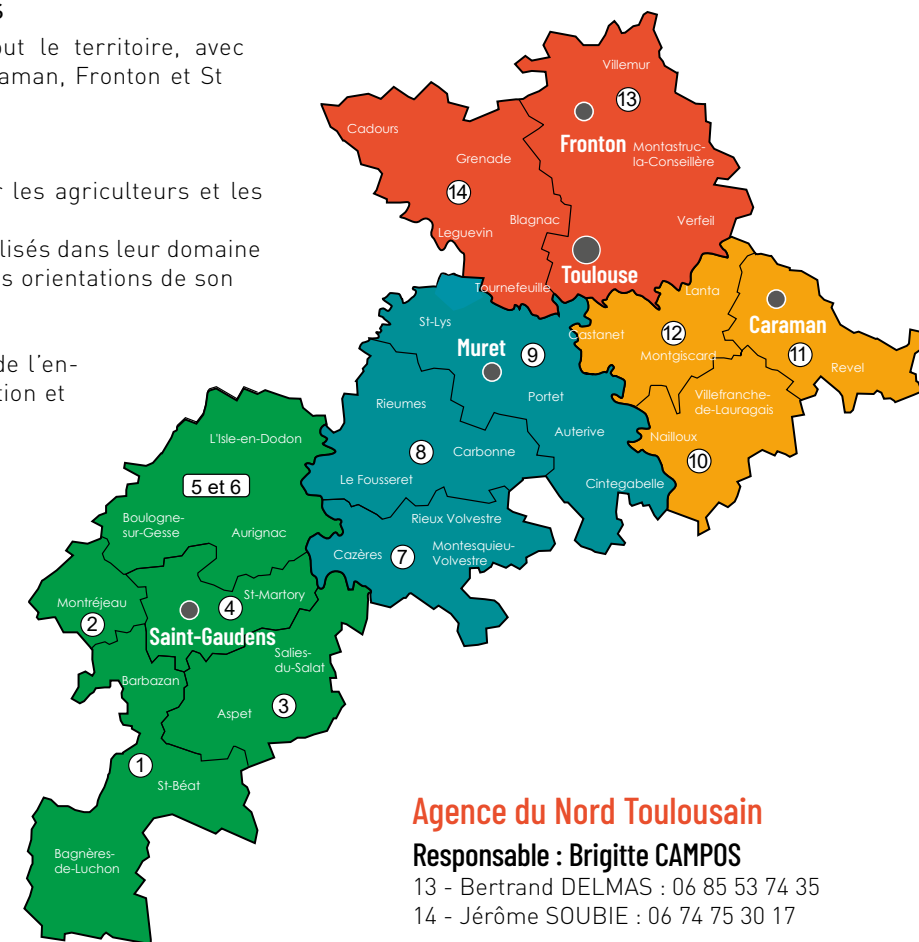 s
out le territoire, avec
raman, Fronton et St
r les agriculteurs et les
lisés dans leur domaine
s orientations de son
de l'en-
tion et
Villemur
13
Fronton
Cadours
Montastruc-
la-Conseillère
Grenade
14
Blagnac
Verfeil
Leguevin
Toulouse
Tournefeuille
Lanta
St-Lys
Castanet
12
Caraman
Muret
9
Montgiscard
11
Revel
Portet
Villefranche-
de-Lauragais
Rieumes
Auterive
Nailloux
L'Isle-en-Dodon
8
Carbonne
10
Le Fousseret
Cintegabelle
5 et 6
Boulogne-
sur-Gesse
Aurignac
Rieux Volvestre
Cazères
7
Montesquieu-
Volvestre
Montréjeau
2
4
St-Martory
Saint-Gaudens
Salies-
du-Salat
Barbazan
Aspet
3
1
St-Béat
Bagnères-
de-Luchon
Agence du Nord Toulousain
Responsable : Brigitte CAMPOS
13 - Bertrand DELMAS : 06 85 53 74 35
14 - Jérôme SOUBIE : 06 74 75 30 17